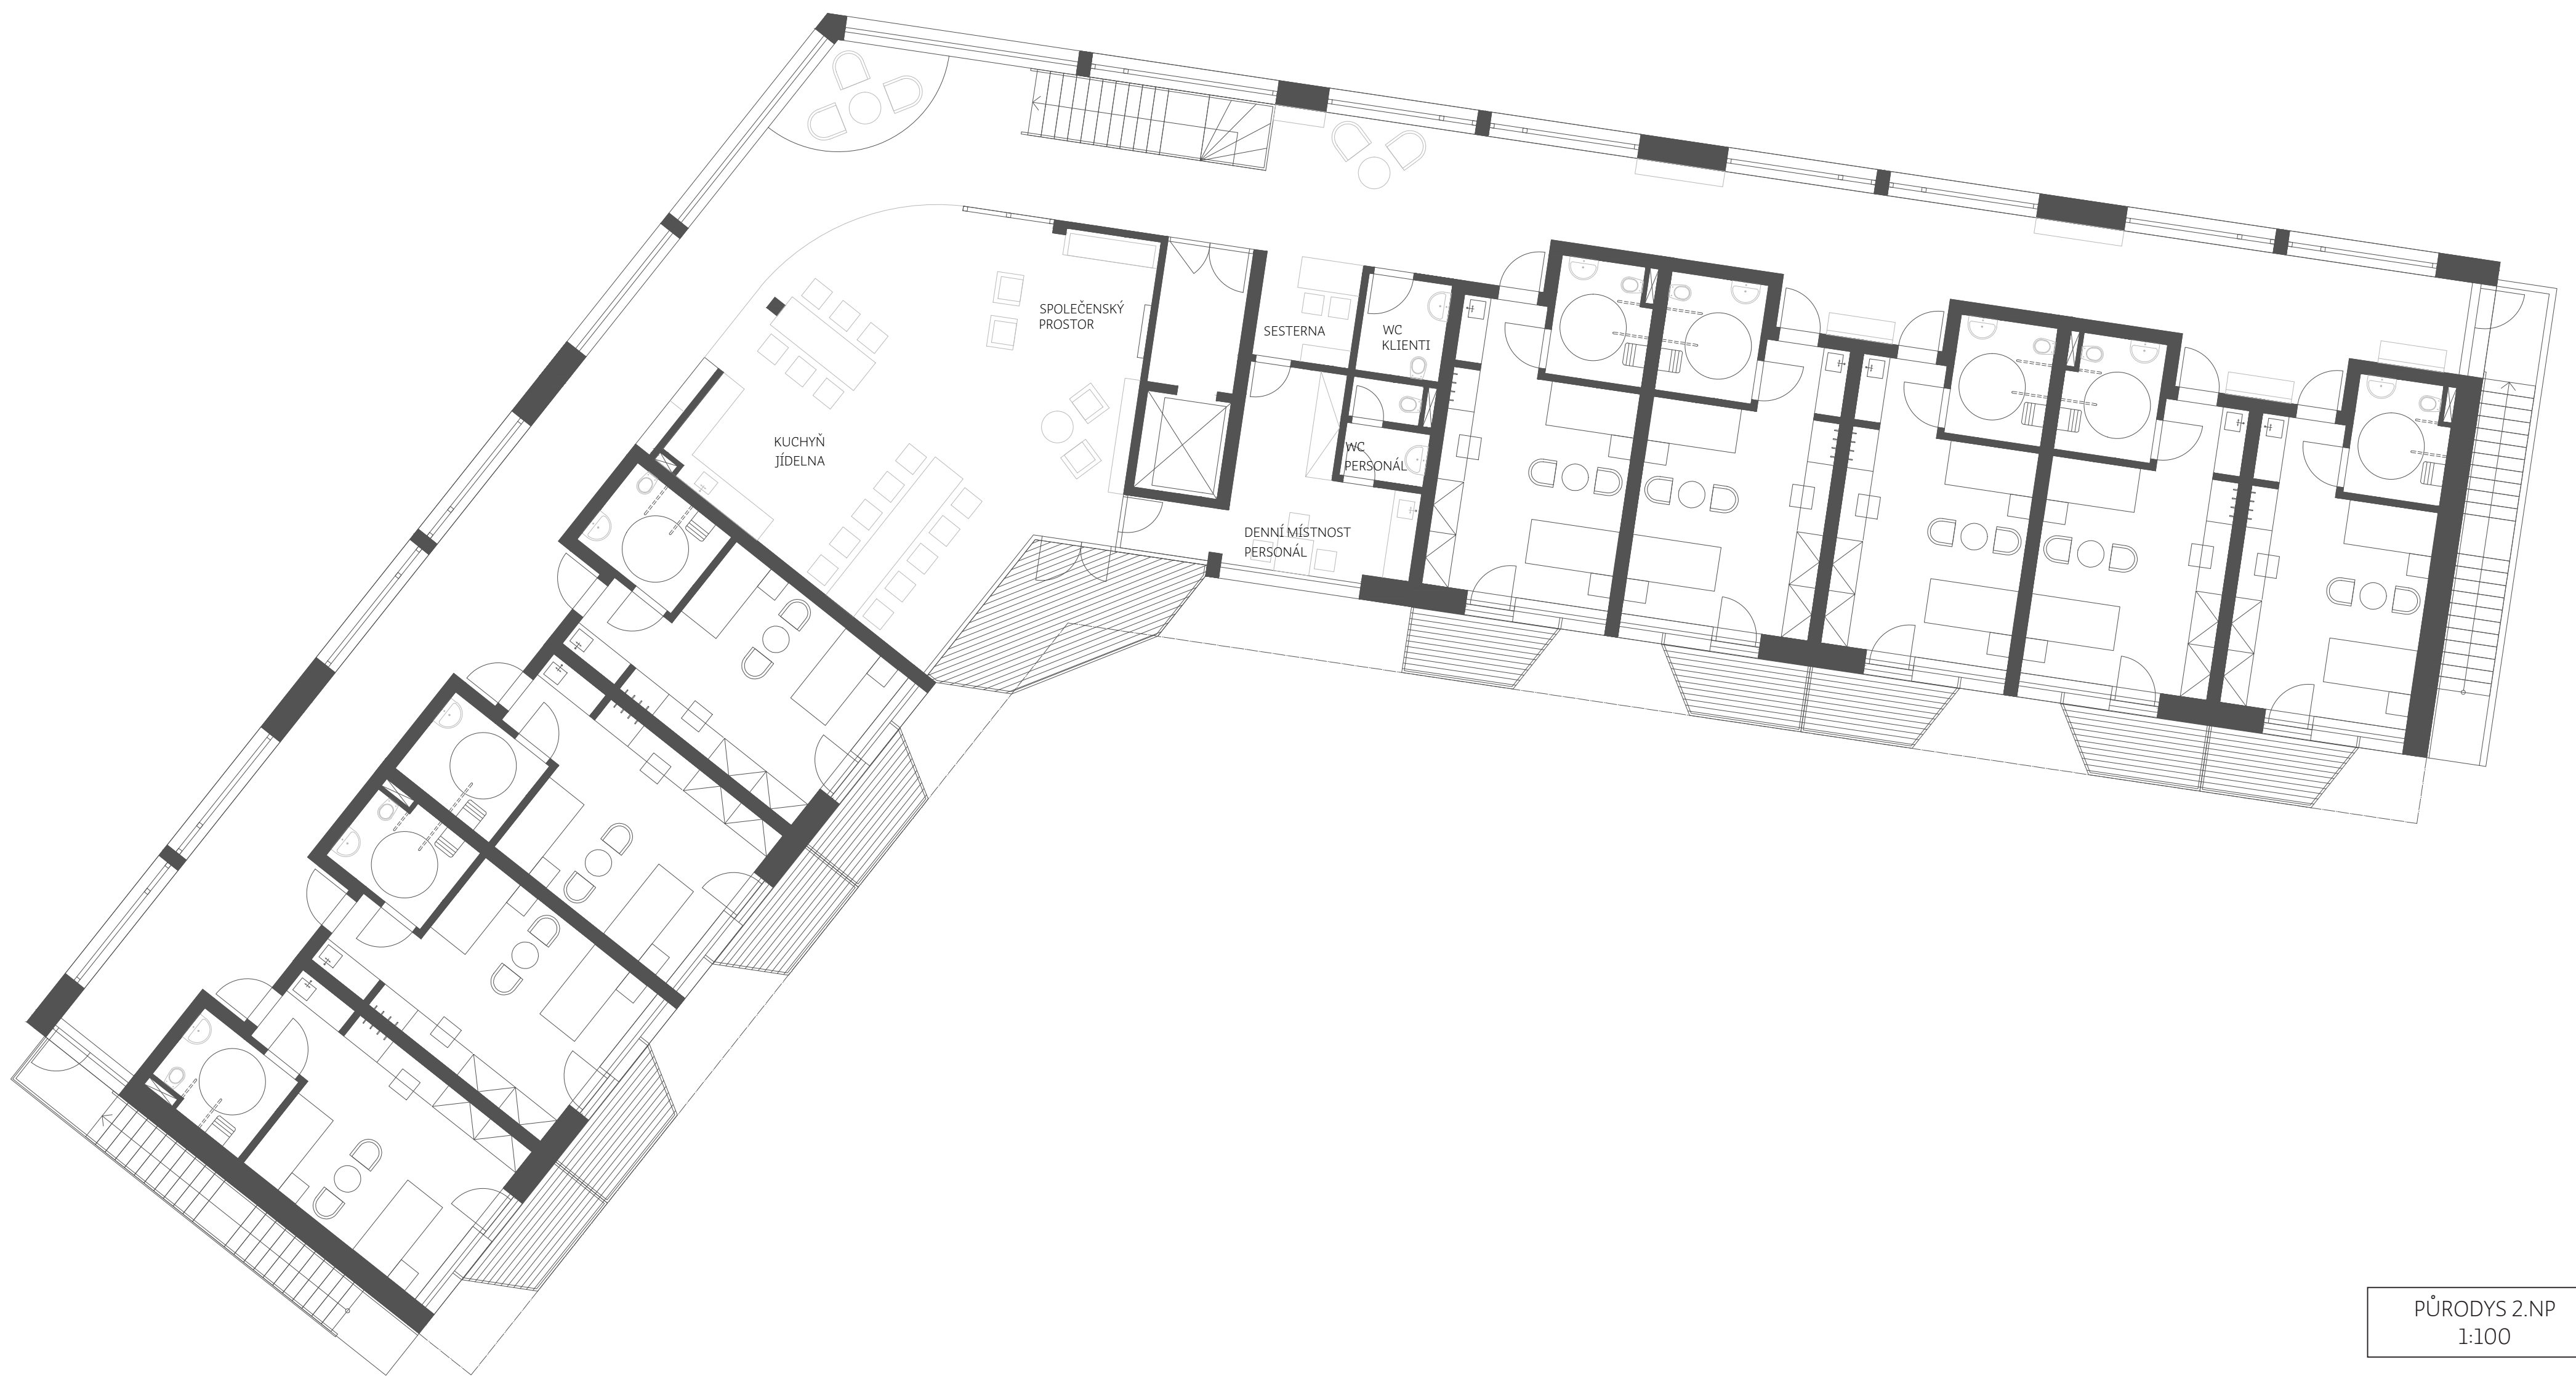 SPOLEČENSKÝ
PROSTOR
SESTERNA
WC
KLIENTI
KUCHYŇ
JÍDELNA
WC
PERSONÁL
DENNÍ MÍSTNOST
PERSONÁL
PŮRODYS 2.NP
1:100